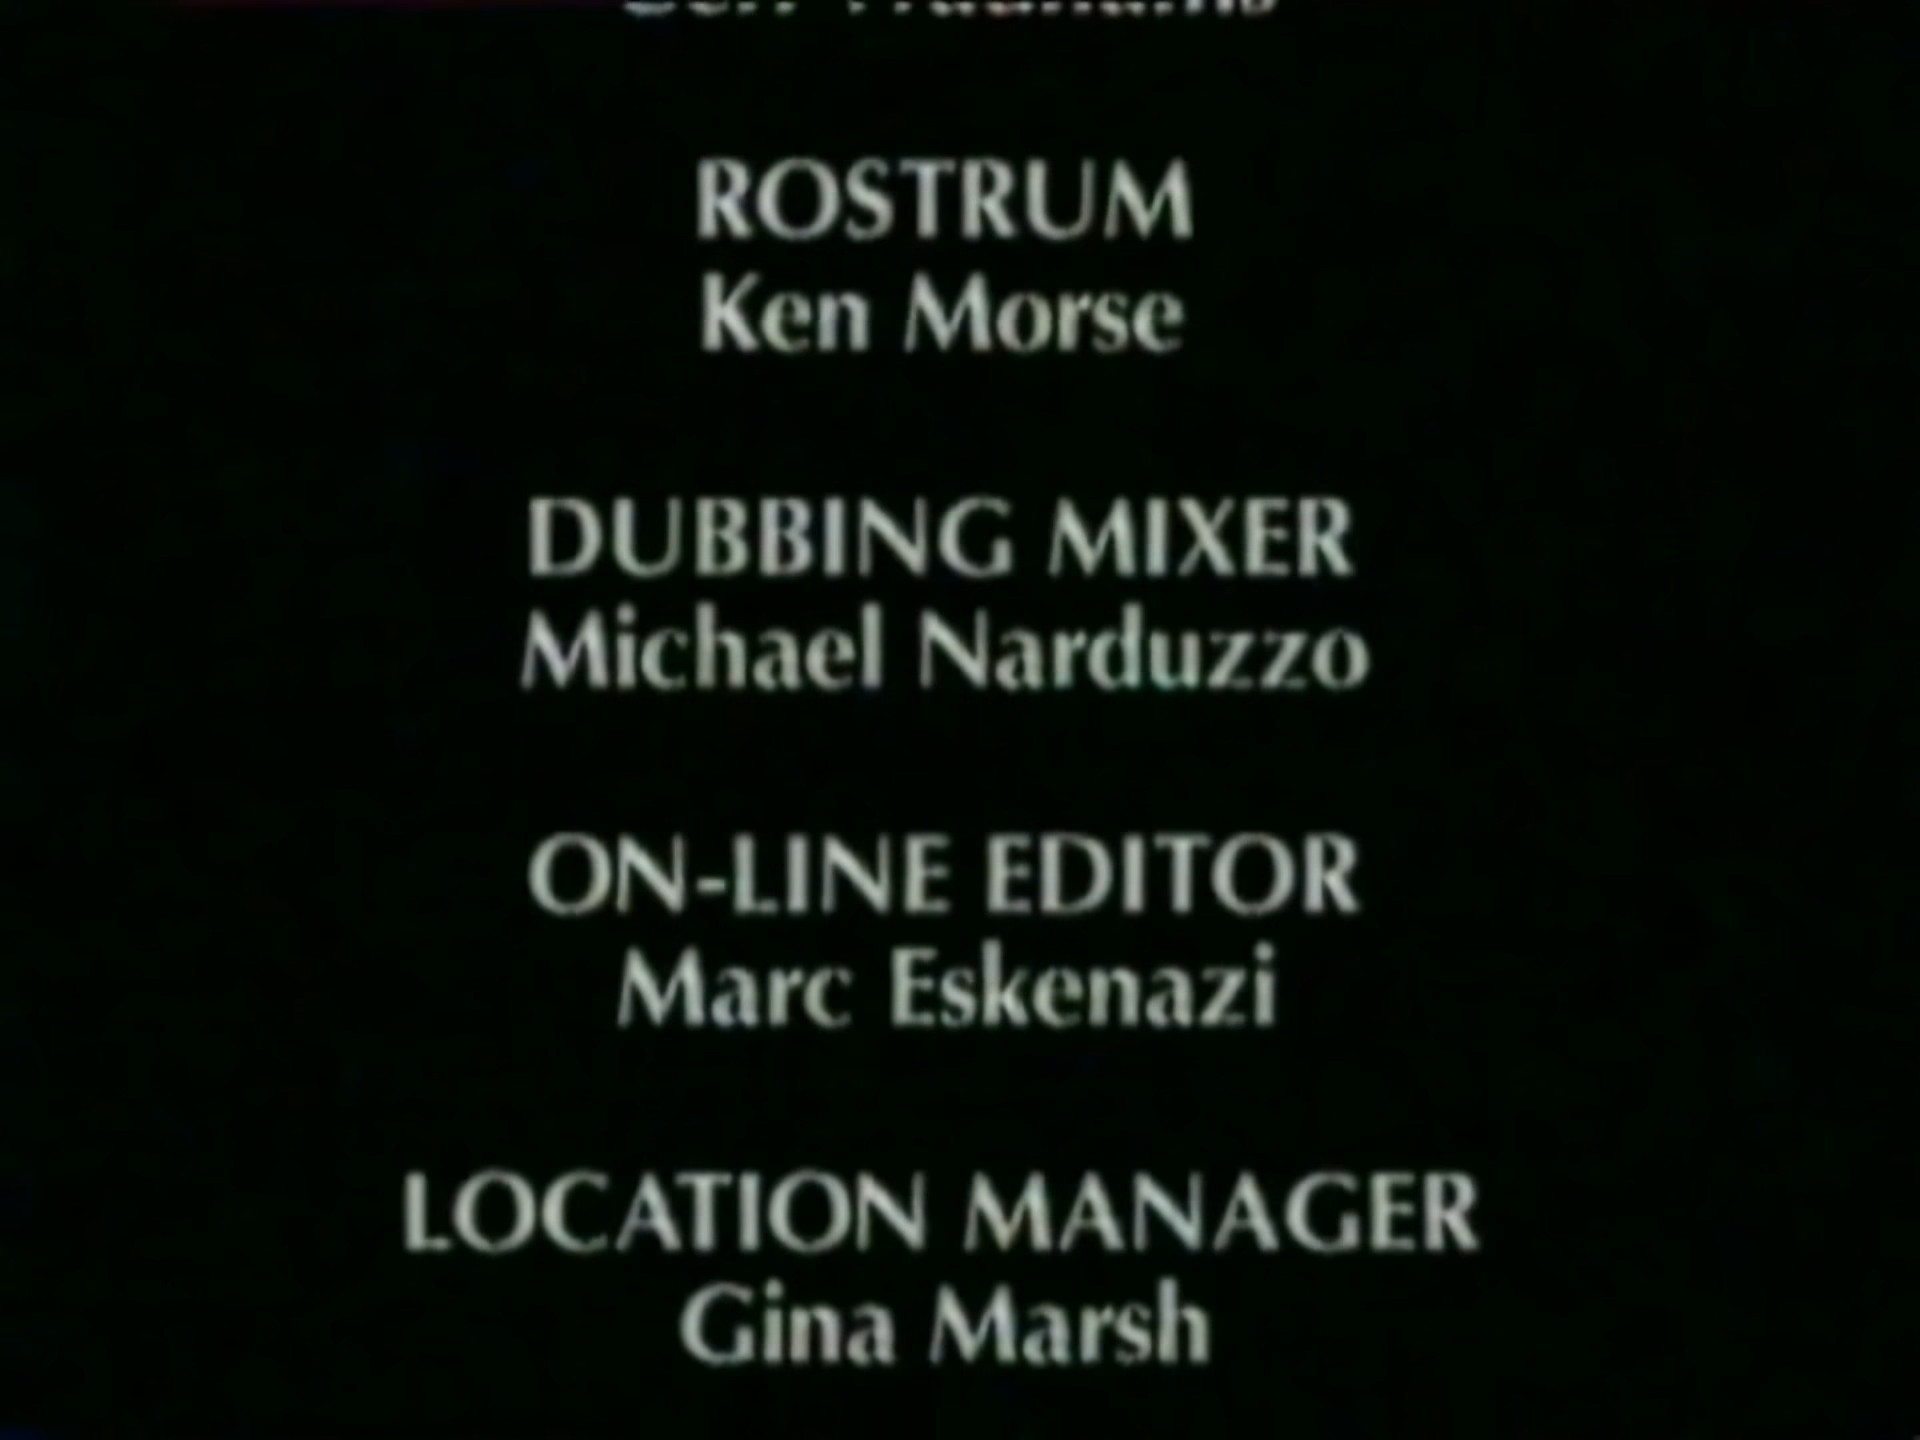 ROSTRUM
Ken Morse
DUBBING MIXER
Michael Narduzzo
ON-LINE EDITOR
Marc Eskenazi
LOCATION MANAGER
Gina Marsh